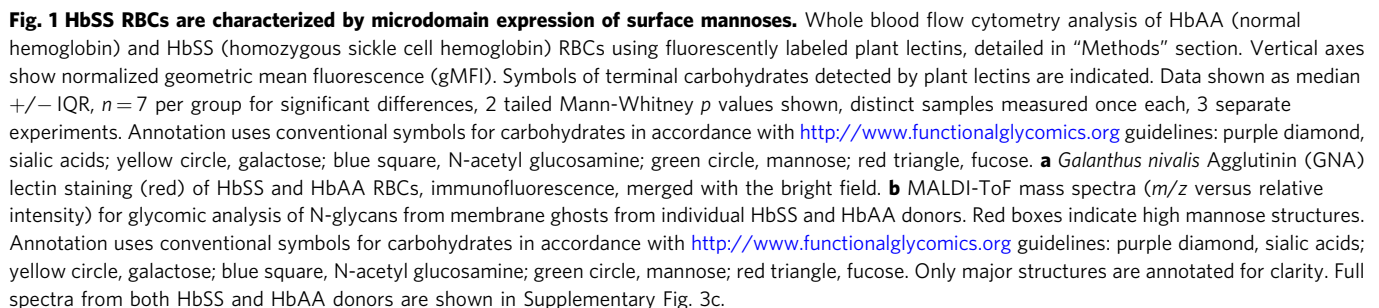 Fig. 1 HbSS RBCs are characterized by microdomain expression of surface mannoses. Whole blood flow cytometry analysis of HbAA (normal
hemoglobin) and HbSS (homozygous sickle cell hemoglobin) RBCs using fluorescently labeled plant lectins, detailed in “Methods” section. Vertical axes
show normalized geometric mean fluorescence (gMFI). Symbols of terminal carbohydrates detected by plant lectins are indicated. Data shown as median
+/− IQR, n = 7 per group for significant differences, 2 tailed Mann-Whitney p values shown, distinct samples measured once each, 3 separate
experiments. Annotation uses conventional symbols for carbohydrates in accordance with http://www.functionalglycomics.org guidelines: purple diamond,
sialic acids; yellow circle, galactose; blue square, N-acetyl glucosamine; green circle, mannose; red triangle, fucose. a Galanthus nivalis Agglutinin (GNA)
lectin staining (red) of HbSS and HbAA RBCs, immunofluorescence, merged with the bright field. b MALDI-ToF mass spectra (m/z versus relative
intensity) for glycomic analysis of N-glycans from membrane ghosts from individual HbSS and HbAA donors. Red boxes indicate high mannose structures.
Annotation uses conventional symbols for carbohydrates in accordance with http://www.functionalglycomics.org guidelines: purple diamond, sialic acids;
yellow circle, galactose; blue square, N-acetyl glucosamine; green circle, mannose; red triangle, fucose. Only major structures are annotated for clarity. Full
spectra from both HbSS and HbAA donors are shown in Supplementary Fig. 3c.